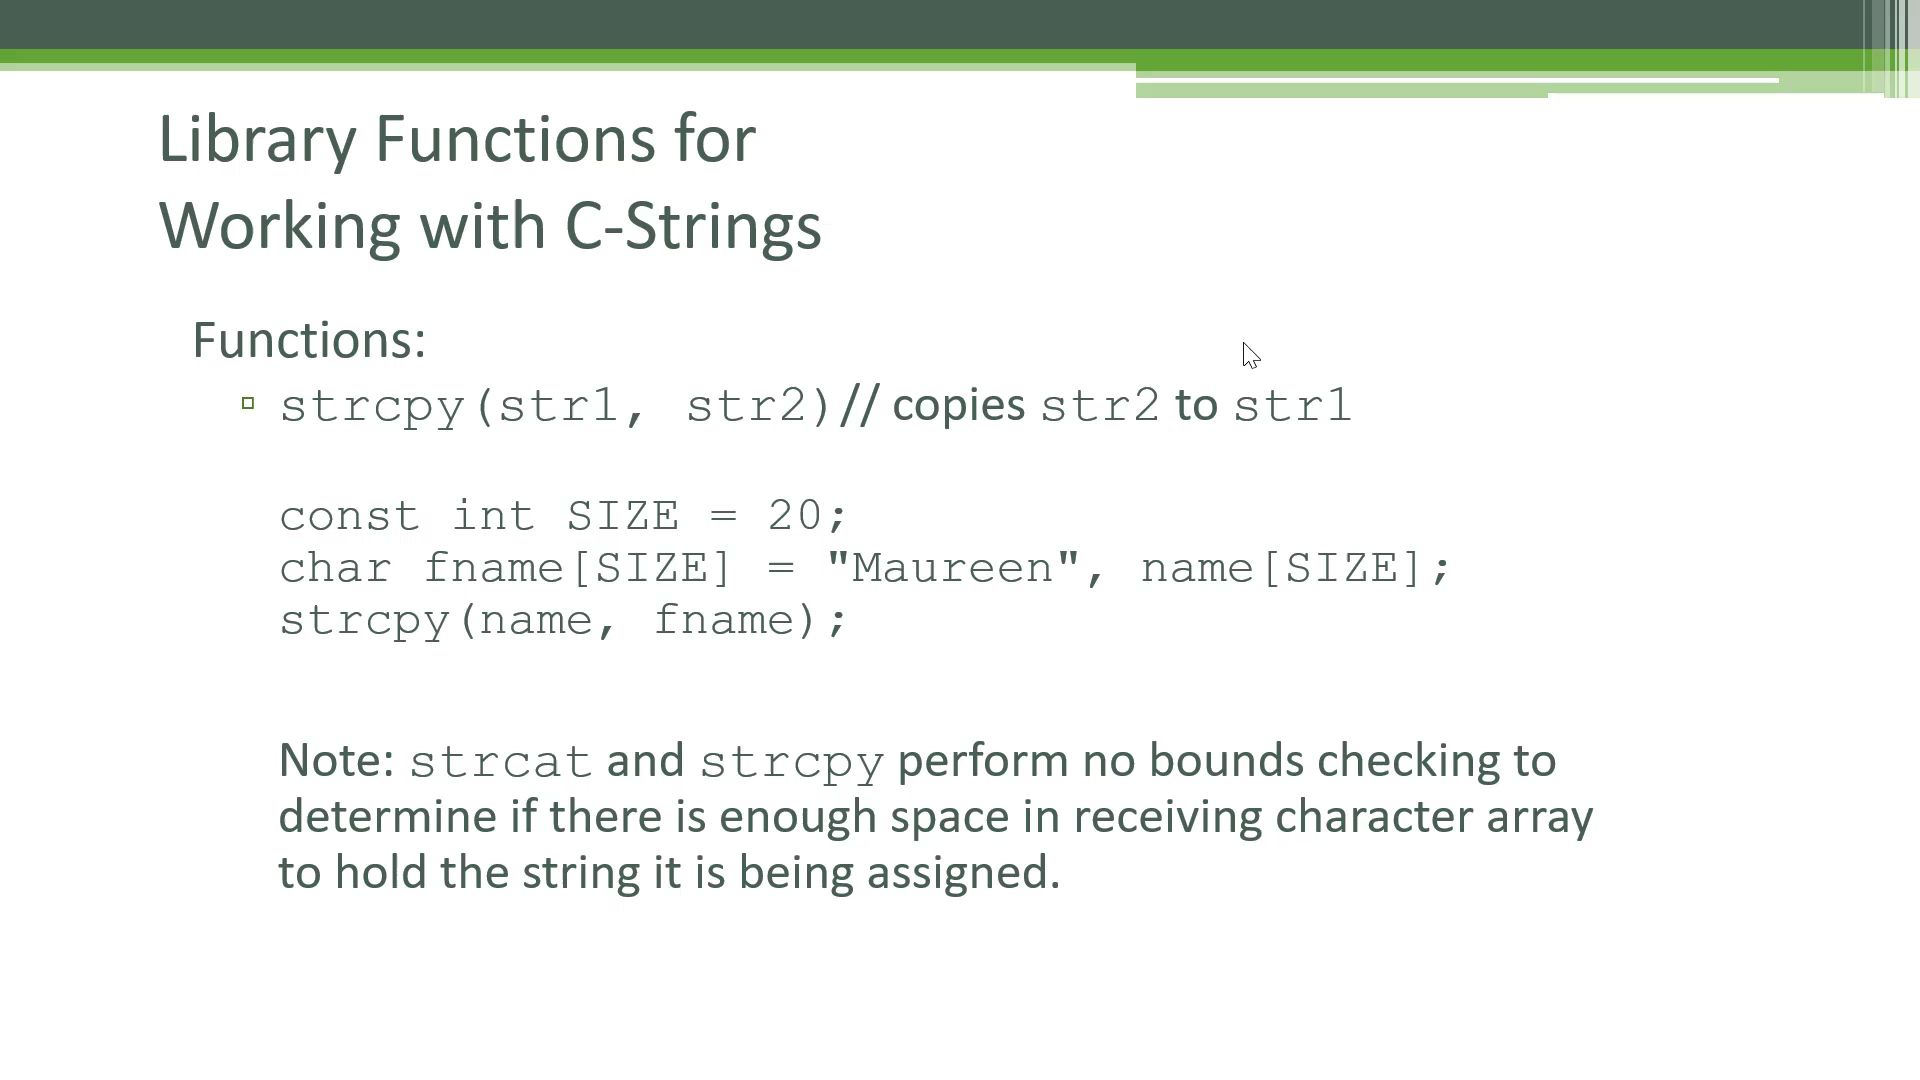 Library Functions for
Working with C-Strings
Functions:
strcpy(str1, str2)// copies str2 to str1
const int SIZE = 20;
char fname[SIZE] = "Maureen", name[SIZE];
strcpy(name, fname);
Note: strcat and strcpy perform no bounds checking to
determine if there is enough space in receiving character array
to hold the string it is being assigned.